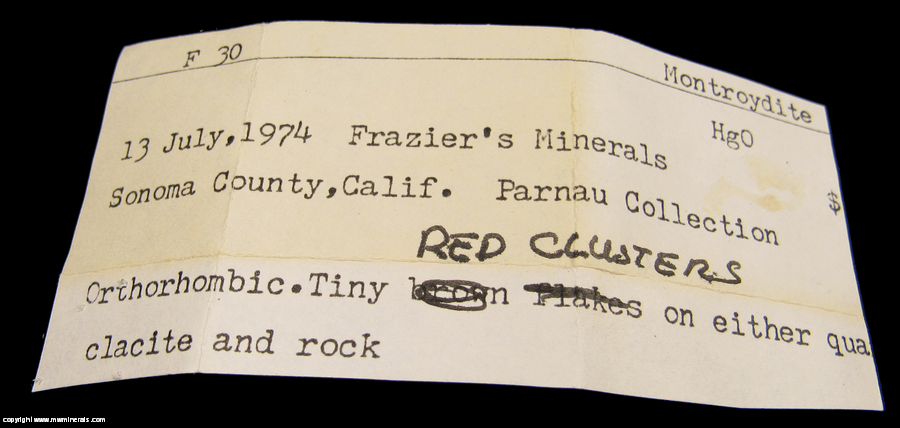 F 30
Montroydite
HgO
13 July,1974 Frazier's Minerals
$
Sonoma County,Calif. Parnau Collection
RED CLUSTERS
Orthorhombic.Tiny brown flakes on either qua
clacite and rock
copyright www.mwminerals.com